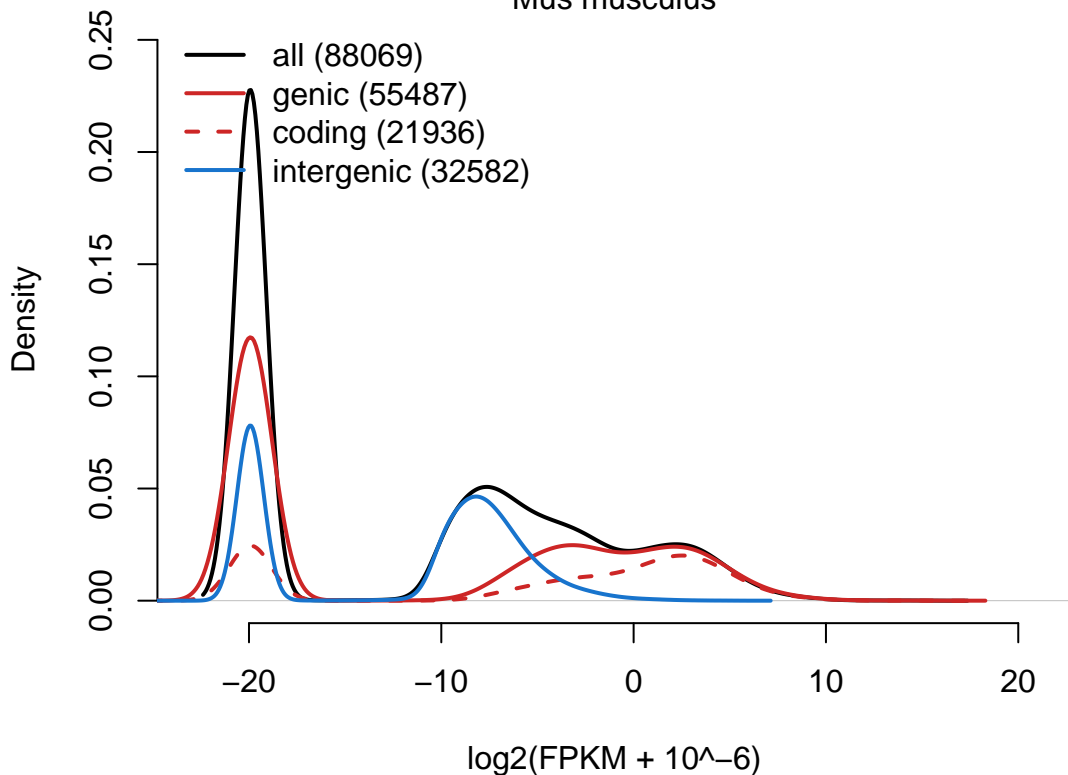 Mus musculus
0.25
0.20
0.15
0.10
0.05
0.00
Density
all (88069)
genic (55487)
coding (21936)
intergenic (32582)
−20
−10
0
10
20
log2(FPKM + 10^−6)